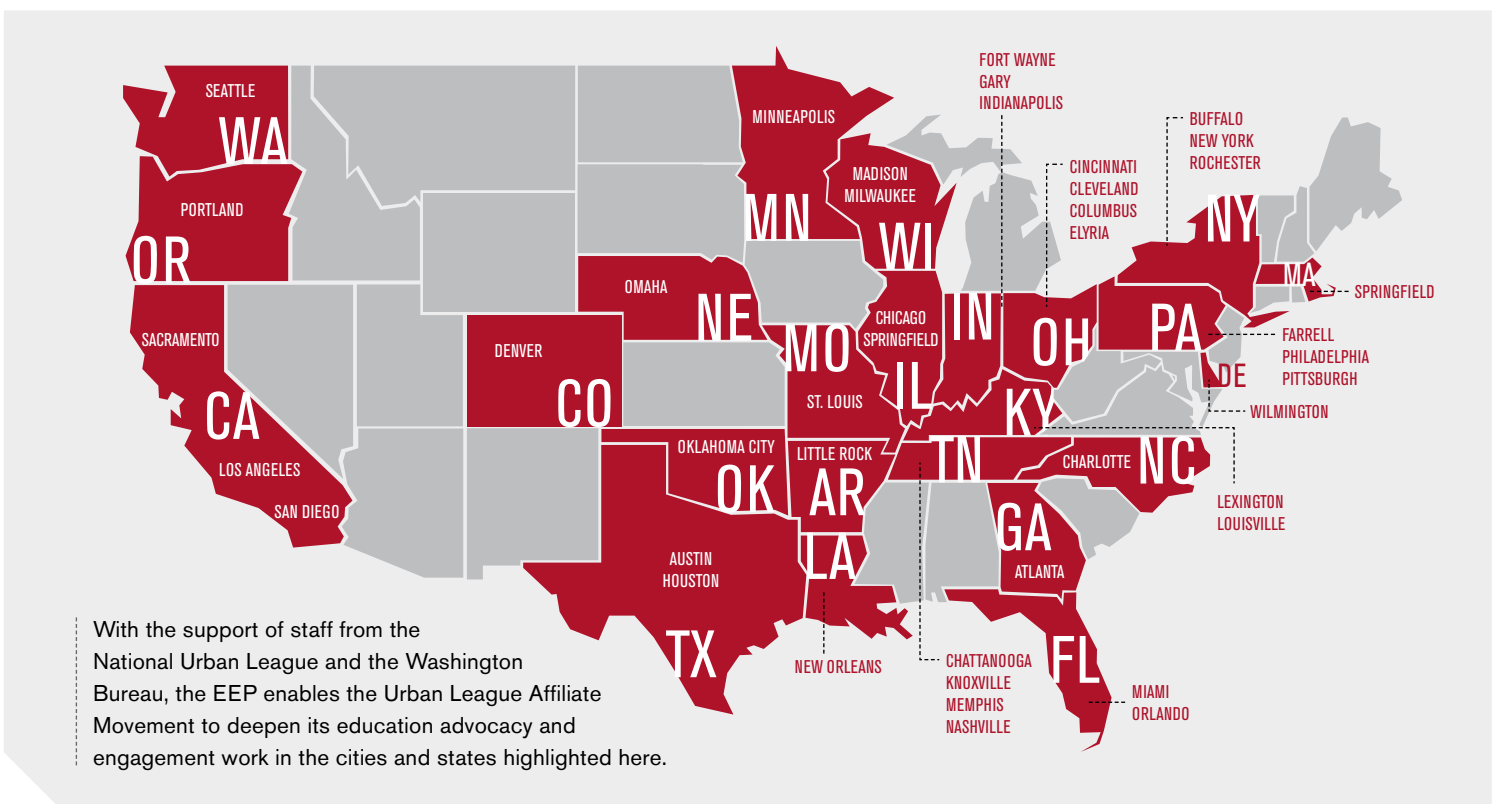 SEATTLE
WA
PORTLAND
OR
SACRAMENTO
CA
LOS ANGELES
SAN DIEGO
DENVER
CO
OMAHA
NE
MINNEAPOLIS
MN
MADISON
MILWAUKEE
WI
CHICAGO
SPRINGFIELD
IL
MO
ST. LOUIS
OKLAHOMA CITY
OK
LITTLE ROCK
AR
AUSTIN
HOUSTON
TX
LA
NEW ORLEANS
FORT WAYNE
GARY
INDIANAPOLIS
IN
CINCINNATI
CLEVELAND
COLUMBUS
ELYRIA
OH
BUFFALO
NEW YORK
ROCHESTER
NY
MA
SPRINGFIELD
PA
FARRELL
PHILADELPHIA
PITTSBURGH
DE
WILMINGTON
KY
LEXINGTON
LOUISVILLE
TN
CHATTANOOGA
KNOXVILLE
MEMPHIS
NASHVILLE
CHARLOTTE
NC
GA
ATLANTA
FL
MIAMI
ORLANDO
With the support of staff from the
National Urban League and the Washington
Bureau, the EEP enables the Urban League Affiliate
Movement to deepen its education advocacy and
engagement work in the cities and states highlighted here.